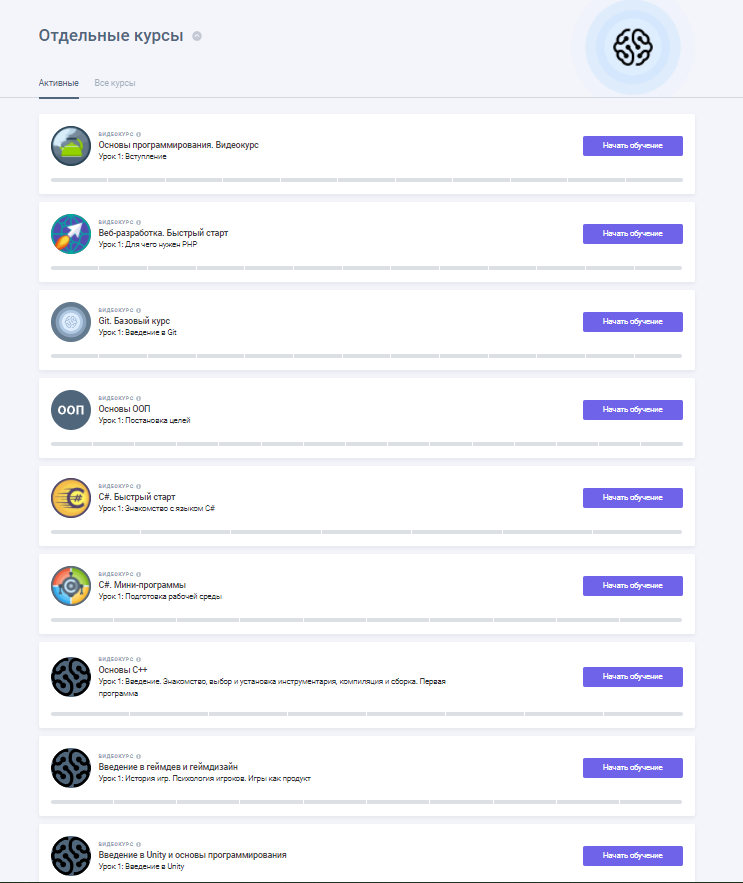 Отдельные курсы
Активные Все курсы
ВИДЕОКУРС
Основы программирования. Видеокурс
Урок 1: Вступление
Начать обучение
ВИДЕОКУРС
Веб-разработка. Быстрый старт
Урок 1: Для чего нужен PHP
Начать обучение
ВИДЕОКУРС
Git. Базовый курс
Урок 1: Введение в Git
Начать обучение
ооп
ВИДЕОКУРС
Основы ООП
Урок 1: Постановка целей
Начать обучение
C#
ВИДЕОКУРС
C#. Быстрый старт
Урок 1: Знакомство с языком C#
Начать обучение
ВИДЕОКУРС
C#. Мини-программы
Урок 1: Подготовка рабочей среды
Начать обучение
ВИДЕОКУРС
Основы C++
Урок 1: Введение. Знакомство, выбор и установка инструментария, компиляция и сборка. Первая
программа
Начать обучение
ВИДЕОКУРС
Введение в геймдев и геймдизайн
Урок 1: История игр. Психология игроков. Игры как продукт
Начать обучение
ВИДЕОКУРС
Введение в Unity и основы программирования
Урок 1: Введение в Unity
Начать обучение